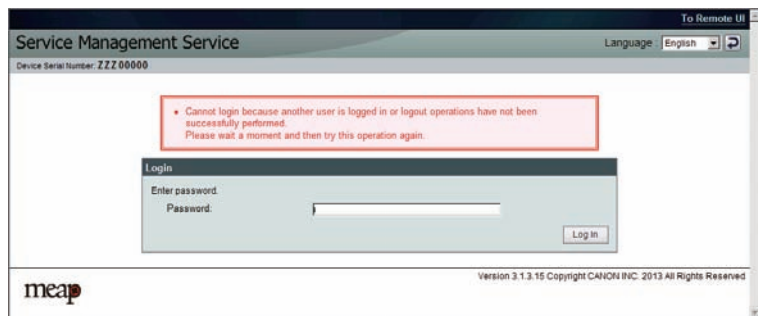 To Remote UI
Service Management Service
Language : English
Device Serial Number: ZZZ00000
• Cannot login because another user is logged in or logout operations have not been
successfully performed.
Please wait a moment and then try this operation again.
Login
Enter password.
Password:
Log In
Version 3.1.3.15 Copyright CANON INC. 2013 All Rights Reserved
meap